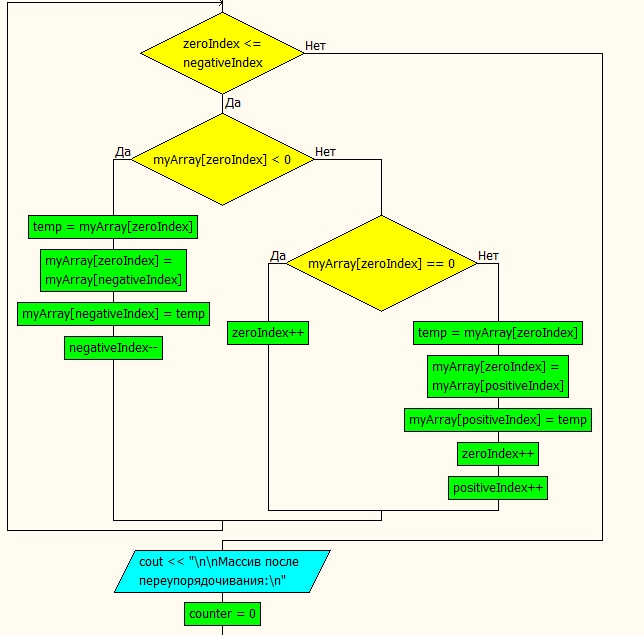 zeroIndex <=
negativeIndex
Нет
Да
myArray[zeroIndex] < 0
Да
Нет
temp = myArray[zeroIndex]
myArray[zeroIndex] =
myArray[negativeIndex]
myArray[negativeIndex] = temp
negativeIndex--
myArray[zeroIndex] == 0
Да
Нет
zeroIndex++
temp = myArray[zeroIndex]
myArray[zeroIndex] =
myArray[positiveIndex]
myArray[positiveIndex] = temp
zeroIndex++
positiveIndex++
cout << "\n\nМассив после
переупорядочивания:\n"
counter = 0